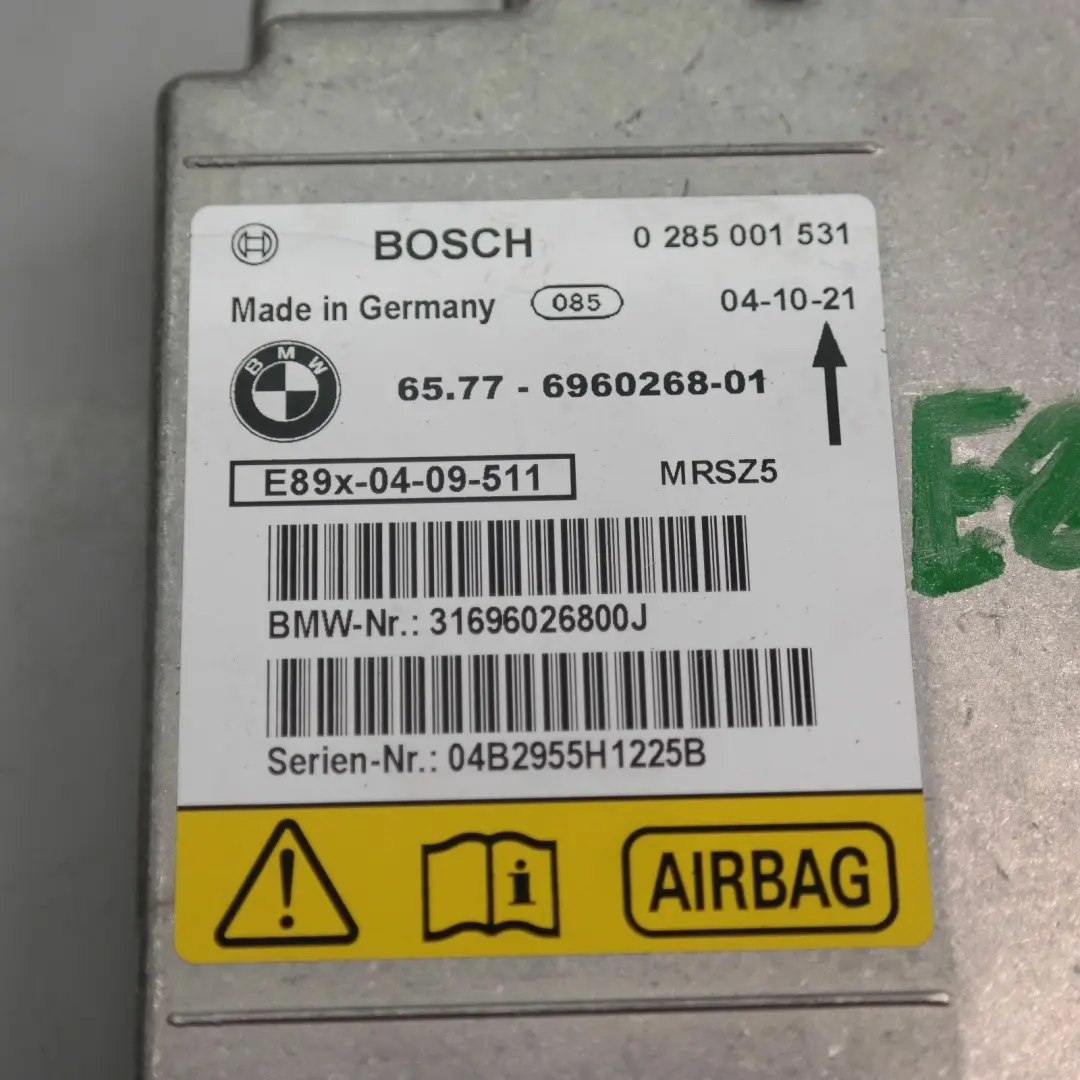 BOSCH 0 285 001 531
Made in Germany 085 04-10-21
BMW
65.77 - 6960268-01
E89x-04-09-511 MRSZ5
BMW-Nr.: 31696026800J
Serien-Nr.: 04B2955H1225B
i AIRBAG